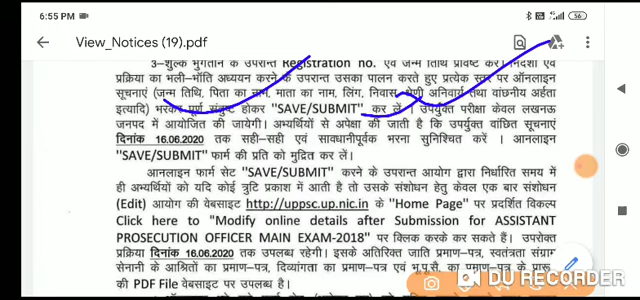 6:55 PM
56
View_Notices (19).pdf
3-शुल्क भुगतान के उपरान्त Registration no. एवं जन्म तिथि प्राविष्ट कर। निर्देशों एवं
प्रक्रिया का भली-भाँति अध्ययन करने के उपरान्त उसका पालन करते हुए प्रत्येक स्तर पर ऑनलाइन
सूचनाएं (जन्म तिथि, पिता का नाम, माता का नाम, लिंग, निवास, श्रेणी अनिवार्य तथा वांछनीय अर्हता
इत्यादि) भरकर पूर्ण संतुष्ट होकर "SAVE/SUBMIT" कर लें। उपर्युक्त परीक्षा केवल लखनऊ
जनपद में आयोजित की जायेगी। अभ्यर्थियों से अपेक्षा की जाती है कि उपर्युक्त वांछित सूचनाएं
दिनांक 16.06.2020 तक सही-सही एवं सावधानीपूर्वक भरना सुनिश्चित करें । आनलाइन
"SAVE/SUBMIT" फार्म की प्रति को मुद्रित कर लें।
आनलाइन फार्म सेट "SAVE/SUBMIT" करने के उपरान्त आयोग द्वारा निर्धारित समय में
ही अभ्यर्थियों को यदि कोई त्रुटि प्रकाश में आती है तो उसके संशोधन हेतु केवल एक बार संशोधन
(Edit) आयोग की वेबसाइट http://uppsc.up.nic.in के "Home Page" पर प्रदर्शित विकल्प
Click here to "Modify online details after Submission for ASSISTANT
PROSECUTION OFFICER MAIN EXAM-2018" पर क्लिक करके कर सकते हैं। उपरोक्त
प्रक्रिया दिनांक 16.06.2020 तक उपलब्ध रहेगी। इसके अतिरिक्त जाति प्रमाण-पत्र, स्वतंत्रता संग्राम
सेनानी के आश्रितों का प्रमाण-पत्र, दिव्यांगता का प्रमाण-पत्र एवं भू.पू.सै. का प्रमाण-पत्र के
की PDF File वेबसाइट पर उपलब्ध है।
DU RECORDER